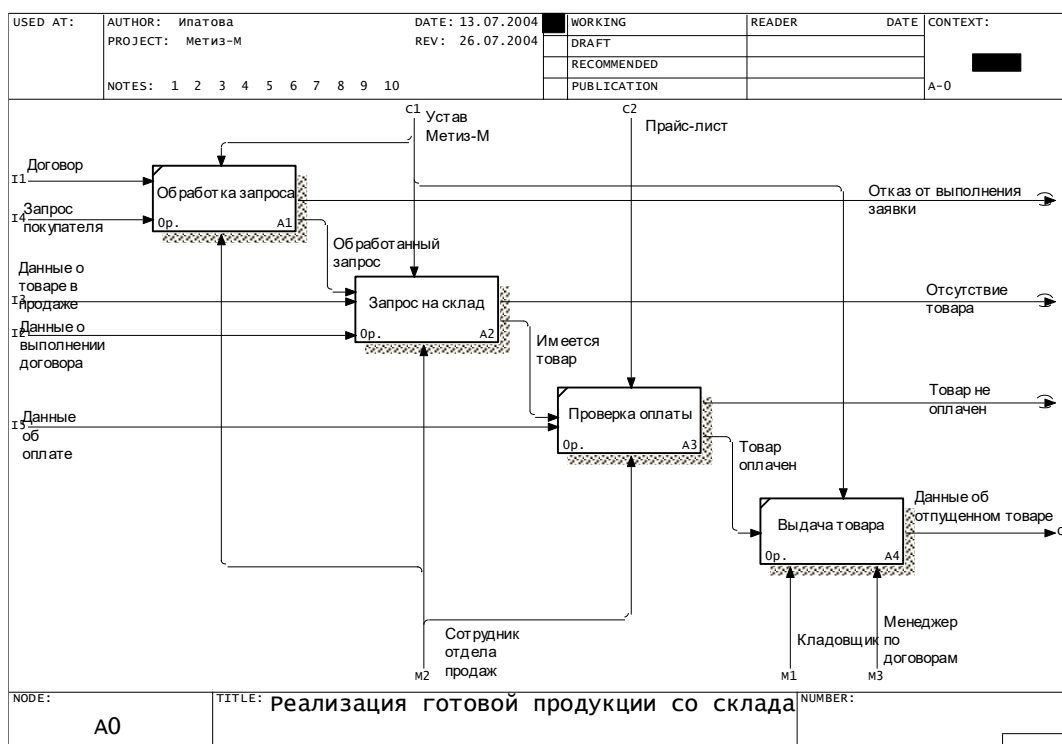 USED AT:
AUTHOR: Ипатова
DATE: 13.07.2004
WORKING
READER
DATE
CONTEXT:
PROJECT: Метиз-М
REV: 26.07.2004
DRAFT
RECOMMENDED
NOTES: 1 2 3 4 5 6 7 8 9 10
PUBLICATION
A-0
C1
Устав
Метиз-М
C2
Прайс-лист
I1
Договор
I4
Запрос
покупателя
Обработка запроса
0р.
A1
Отказ от выполнения
заявки
Обработанный
запрос
I3
Данные о
товаре в
продаже
I2
Данные о
выполнении
договора
Запрос на склад
0р.
A2
Отсутствие
товара
Имеется
товар
I5
Данные
об
оплате
Проверка оплаты
0р.
A3
Товар не
оплачен
Товар
оплачен
Выдача товара
0р.
A4
Данные об
отпущенном товаре
Сотрудник
отдела
продаж
M2
Кладовщик
M1
Менеджер
по
договорам
M3
NODE:
A0
TITLE:
Реализация готовой продукции со склада
NUMBER: